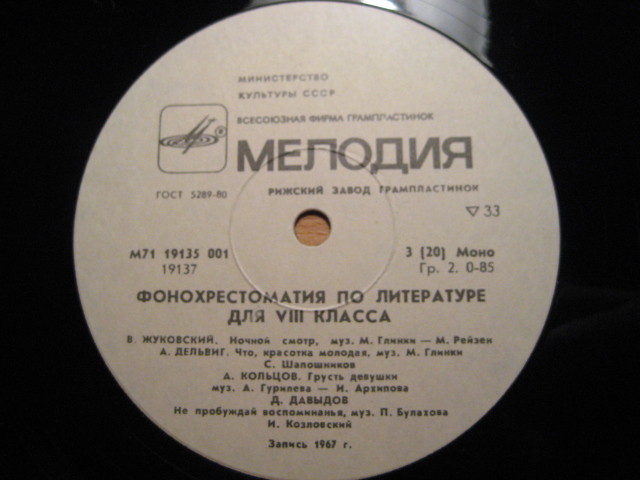 МИНИСТЕРСТВО
КУЛЬТУРЫ СССР
ВСЕСОЮЗНАЯ ФИРМА ГРАМПЛАСТИНОК
®
МЕЛОДИЯ
ГОСТ 5289-80
РИЖСКИЙ ЗАВОД ГРАМПЛАСТИНОК
▽ 33
М71 19135 001
3 [20] Моно
19137
Гр. 2. 0-85
ФОНОХРЕСТОМАТИЯ ПО ЛИТЕРАТУРЕ
ДЛЯ VIII КЛАССА
В. ЖУКОВСКИЙ. Ночной смотр, муз. М. Глинки — М. Рейзен
А. ДЕЛЬВИГ. Что, красотка молодая, муз. М. Глинки
С. Шапошников
А. КОЛЬЦОВ. Грусть девушки
муз. А. Гурилева — И. Архипова
Д. ДАВЫДОВ
Не пробуждай воспоминанья, муз. П. Булахова
И. Козловский
Запись 1967 г.